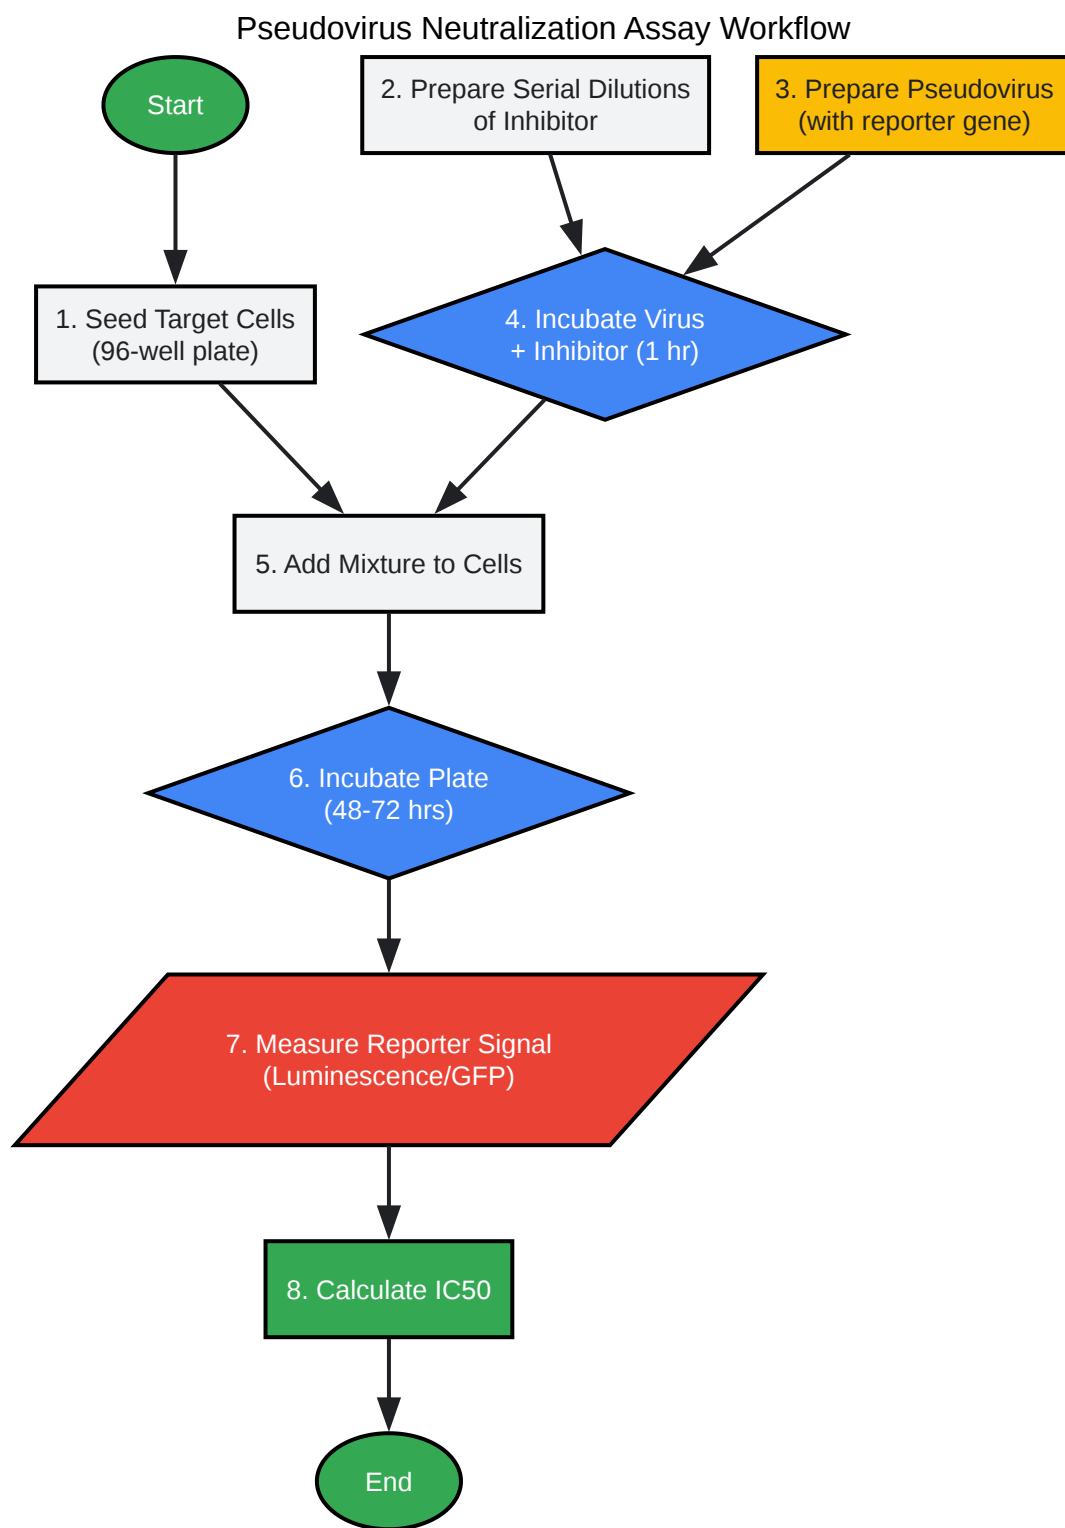 Pseudovirus Neutralization Assay Workflow
Start
2. Prepare Serial Dilutions
of Inhibitor
3. Prepare Pseudovirus
(with reporter gene)
1. Seed Target Cells
(96-well plate)
4. Incubate Virus
+ Inhibitor (1 hr)
5. Add Mixture to Cells
6. Incubate Plate
(48-72 hrs)
7. Measure Reporter Signal
(Luminescence/GFP)
8. Calculate IC50
End